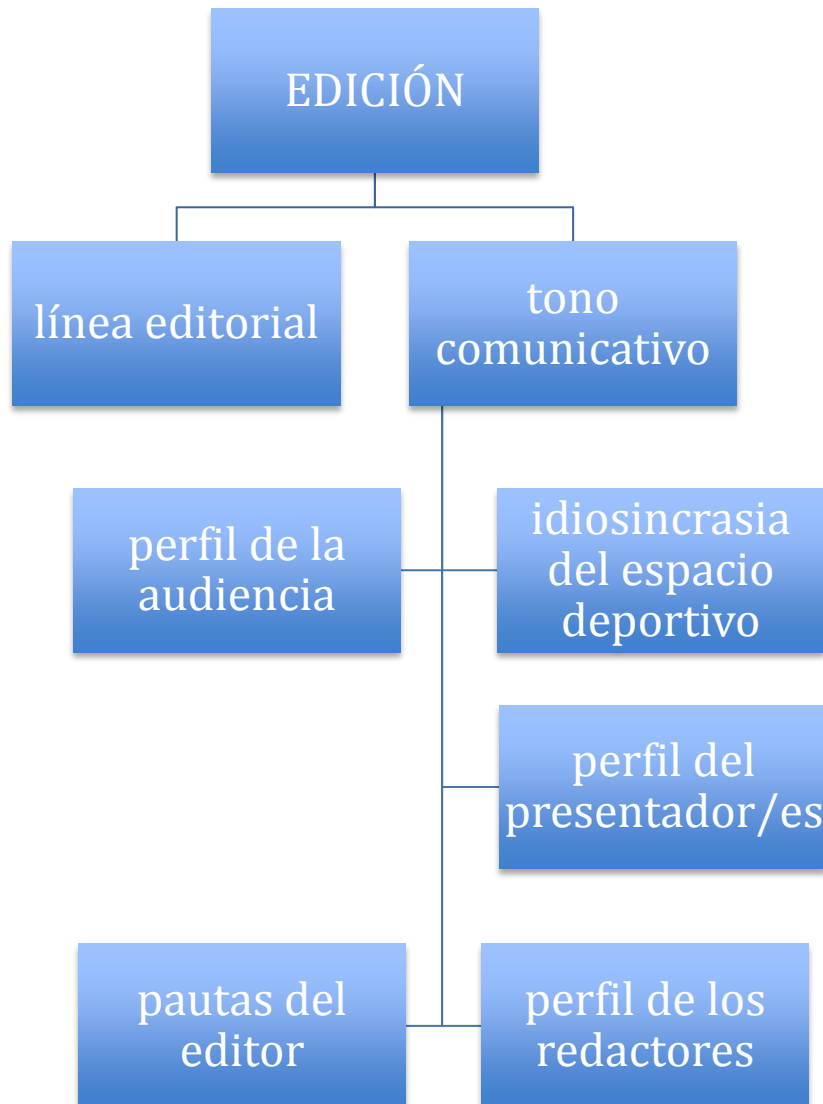 EDICIÓN
línea editorial
tono
comunicativo
perfil de la
audiencia
idiosincrasia
del espacio
deportivo
perfil del
presentador/es
pautas del
editor
perfil de los
redactores